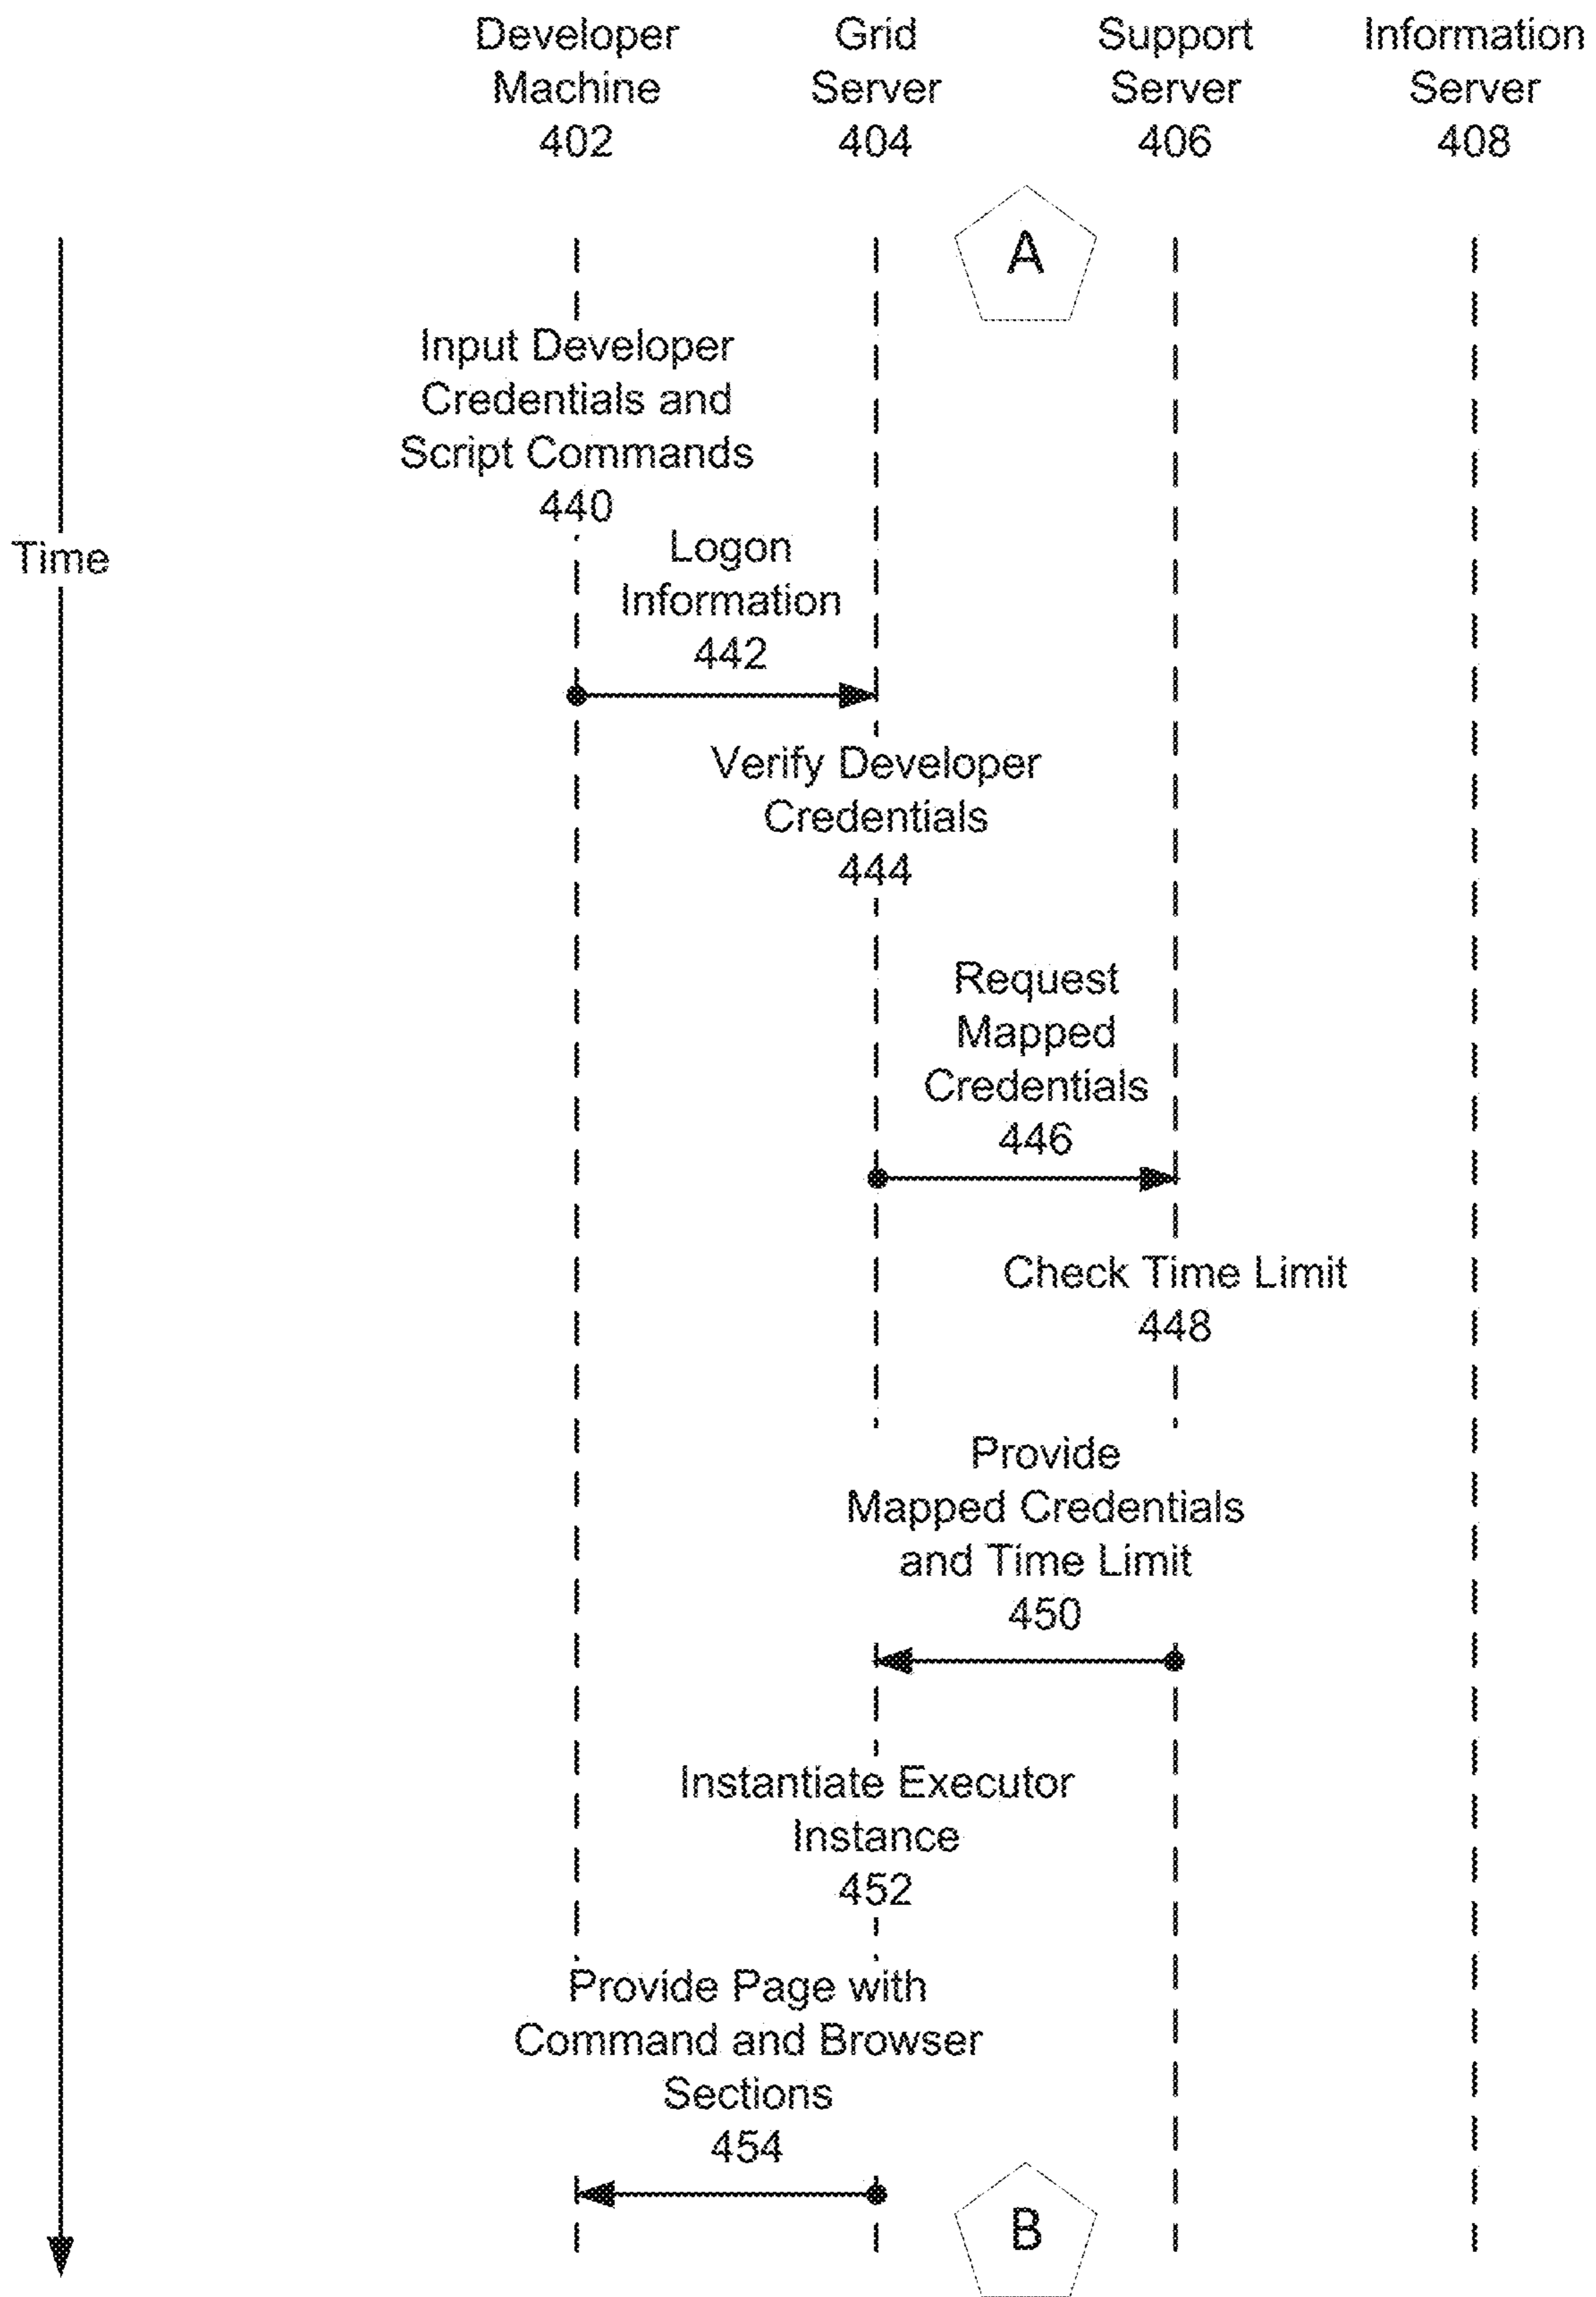 Developer
Machine
402
Grid
Server
404
Support
Server
406
Information
Server
408
A
Input Developer
Credentials and
Script Commands
440
Time
Logon
Information
442
Verify Developer
Credentials
444
Request
Mapped
Credentials
446
Check Time Limit
448
Provide
Mapped Credentials
and Time Limit
450
Instantiate Executor
Instance
452
Provide Page with
Command and Browser
Sections
454
B